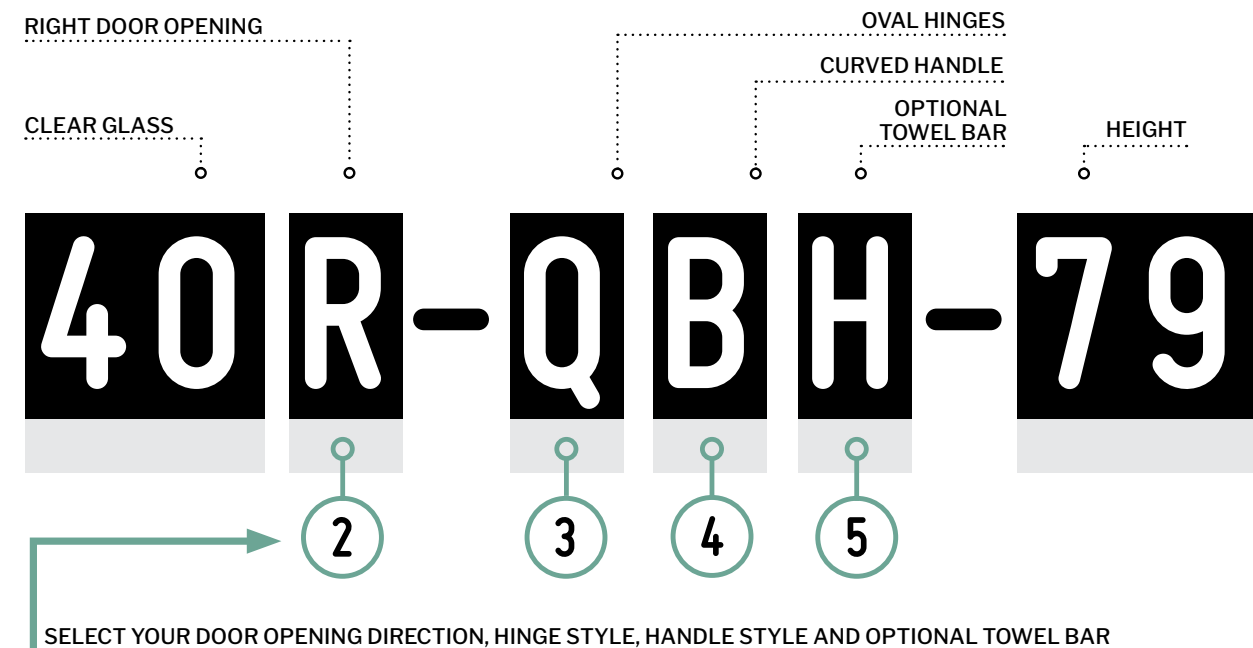 RIGHT DOOR OPENING
OVAL HINGES
CURVED HANDLE
OPTIONAL
TOWEL BAR
CLEAR GLASS
HEIGHT
40R-QBH-79
2 3 4 5
SELECT YOUR DOOR OPENING DIRECTION, HINGE STYLE, HANDLE STYLE AND OPTIONAL TOWEL BAR